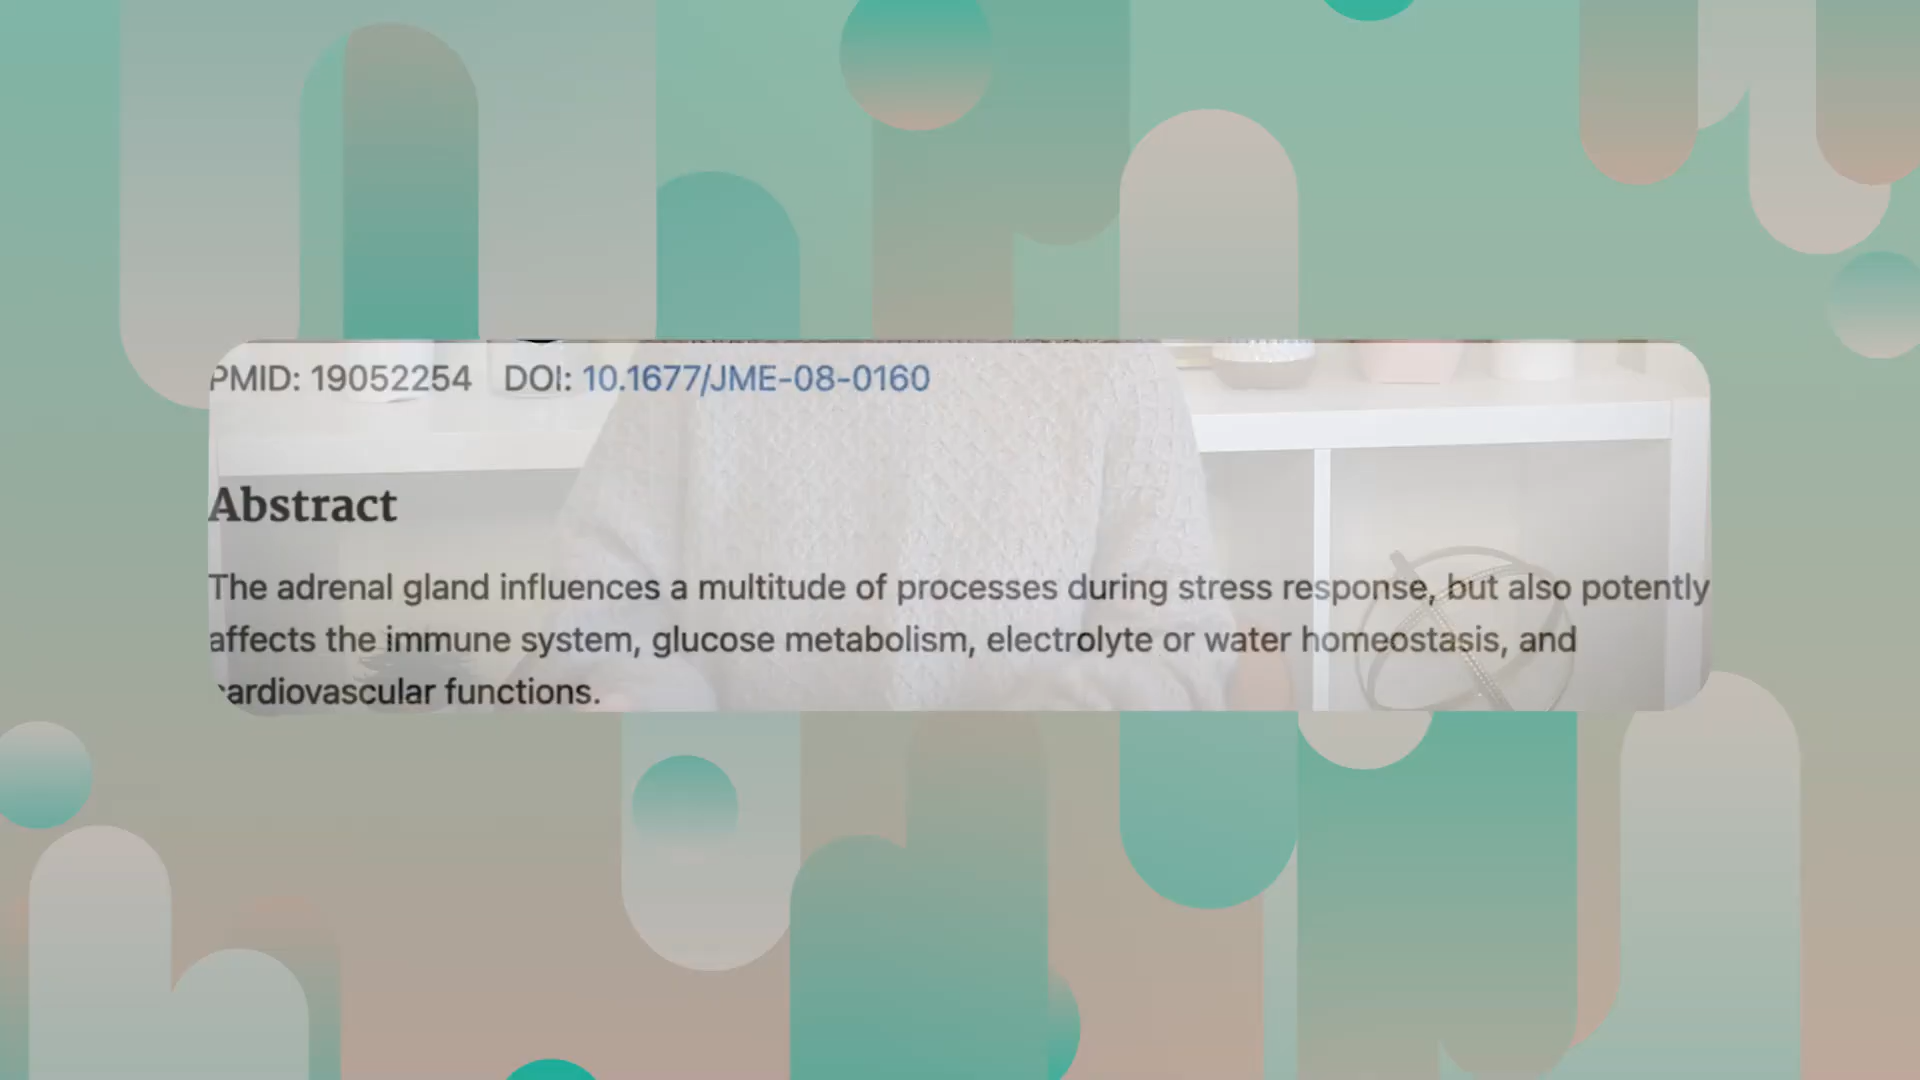 PMID: 19052254 DOI: 10.1677/JME-08-0160
Abstract
The adrenal gland influences a multitude of processes during stress response, but also potently
affects the immune system, glucose metabolism, electrolyte or water homeostasis, and
cardiovascular functions.